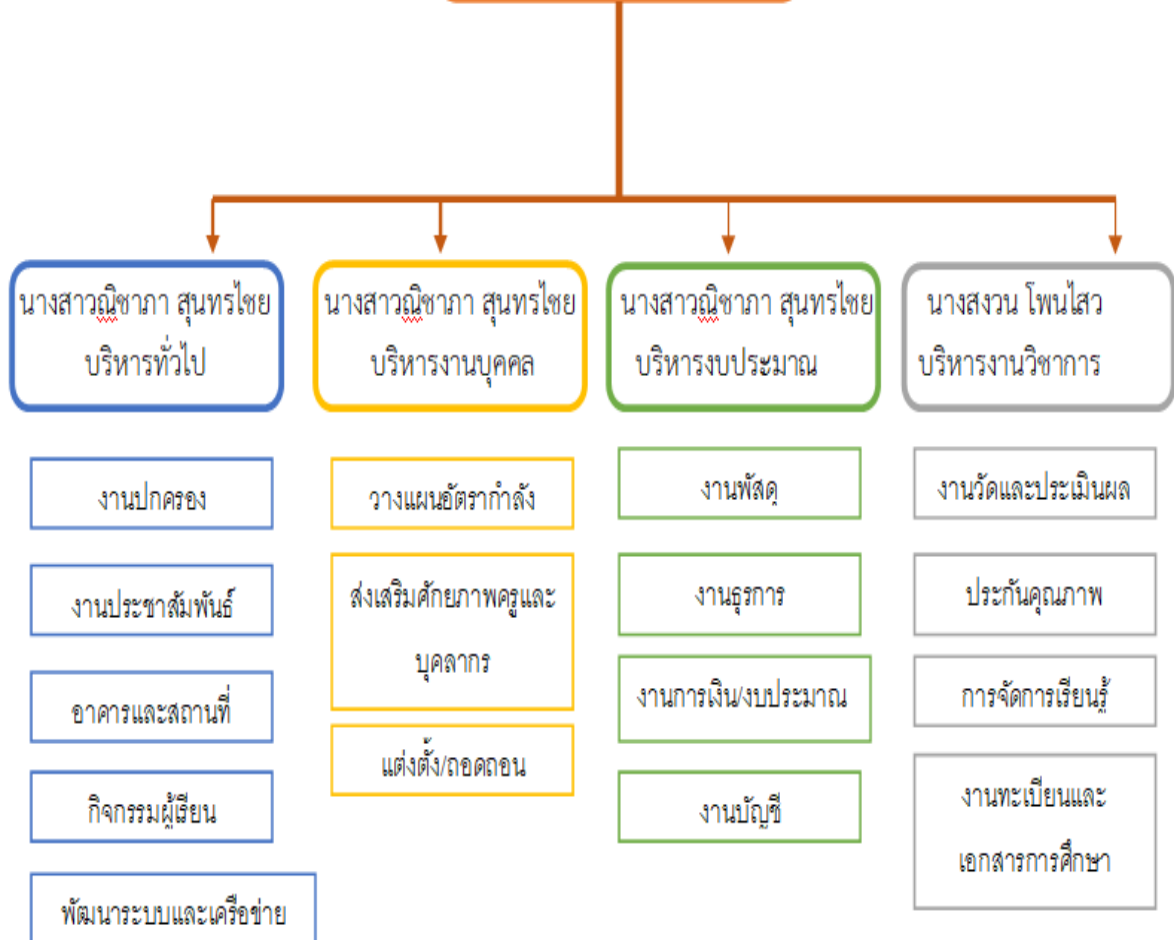 นางสาวณิชาภา สุนทรไชย
บริหารทั่วไป
งานปกครอง
งานประชาสัมพันธ์
อาคารและสถานที่
กิจกรรมผู้เรียน
พัฒนาระบบและเครือข่าย
นางสาวณิชาภา สุนทรไชย
บริหารงานบุคคล
วางแผนอัตรากำลัง
ส่งเสริมศักยภาพครูและ
บุคลากร
แต่งตั้ง/ถอดถอน
นางสาวณิชาภา สุนทรไชย
บริหารงบประมาณ
งานพัสดุ
งานธุรการ
งานการเงิน/งบประมาณ
งานบัญชี
นางสงวน โพนไสว
บริหารงานวิชาการ
งานวัดและประเมินผล
ประกันคุณภาพ
การจัดการเรียนรู้
งานทะเบียนและ
เอกสารการศึกษา